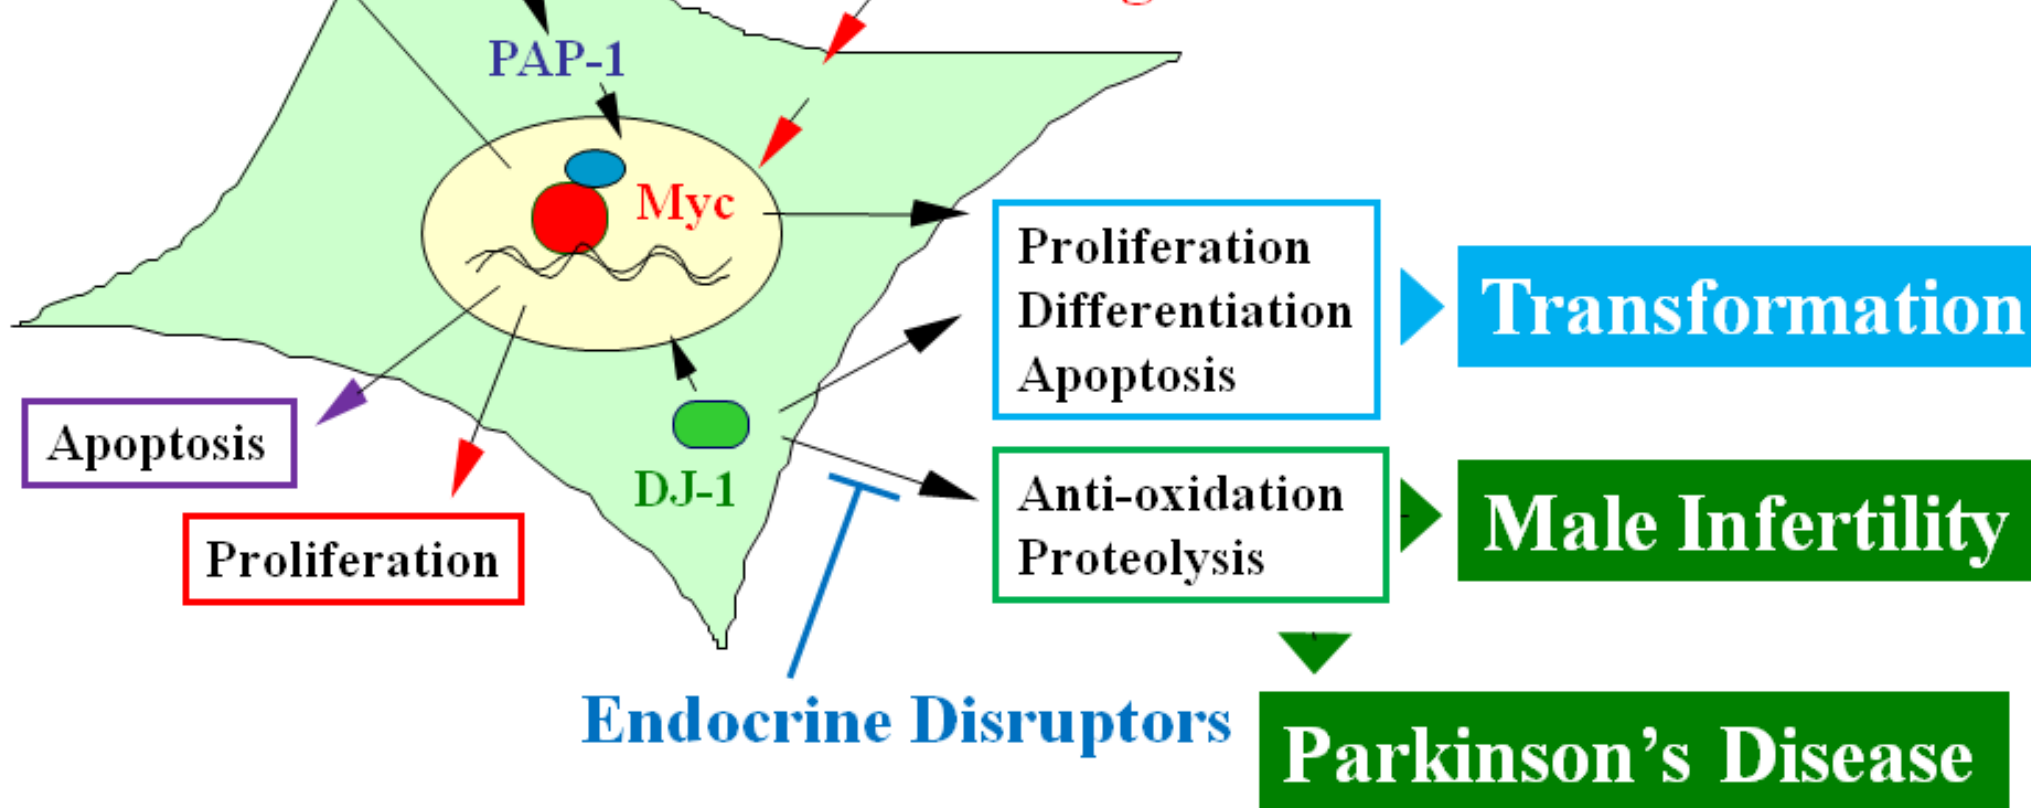 PAP-1
Myc
Proliferation
Differentiation
Apoptosis
Transformation
Apoptosis
Proliferation
DJ-1
Anti-oxidation
Proteolysis
Male Infertility
Endocrine Disruptors
Parkinson's Disease